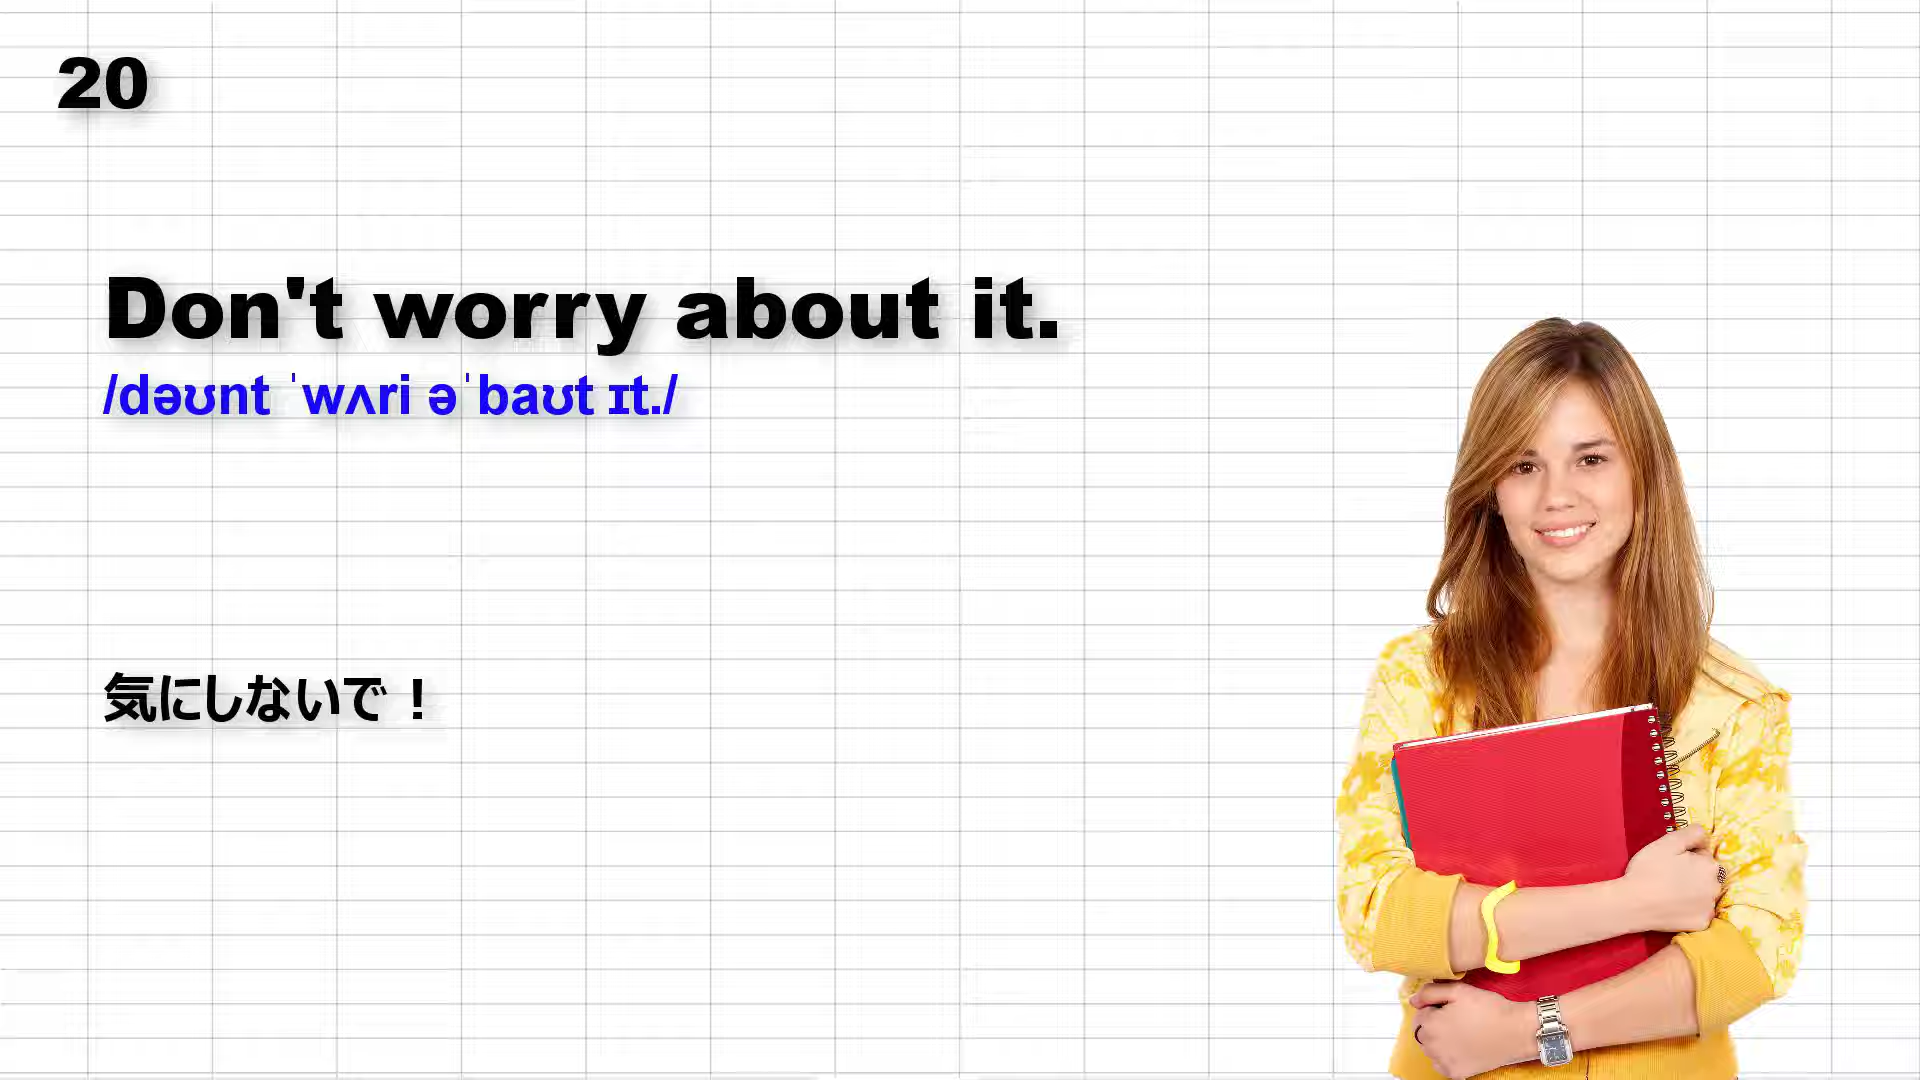 20
Don't worry about it.
/dəʊnt ˈwʌri əˈbaʊt ɪt./
気にしないで！